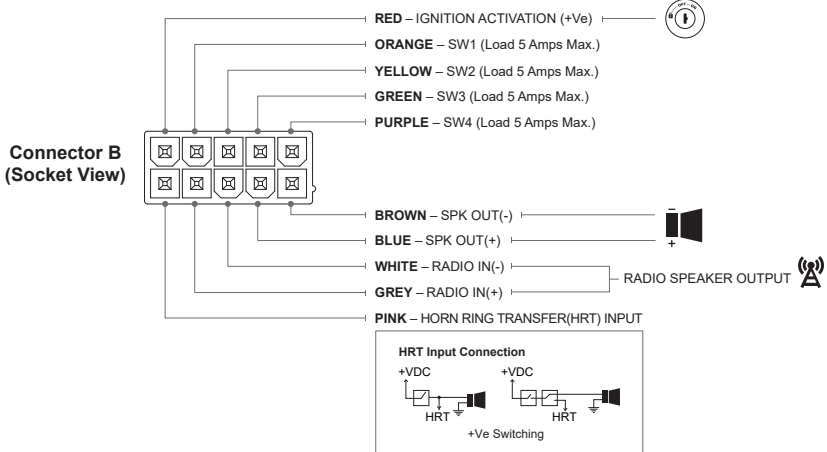 OFF – ON
RED – IGNITION ACTIVATION (+Ve)
ORANGE – SW1 (Load 5 Amps Max.)
YELLOW – SW2 (Load 5 Amps Max.)
GREEN – SW3 (Load 5 Amps Max.)
PURPLE – SW4 (Load 5 Amps Max.)
Connector B
(Socket View)
BROWN – SPK OUT(-)
–
BLUE – SPK OUT(+)
+
WHITE – RADIO IN(-)
RADIO SPEAKER OUTPUT
GREY – RADIO IN(+)
PINK – HORN RING TRANSFER(HRT) INPUT
HRT Input Connection
+VDC +VDC
HRT HRT
+Ve Switching